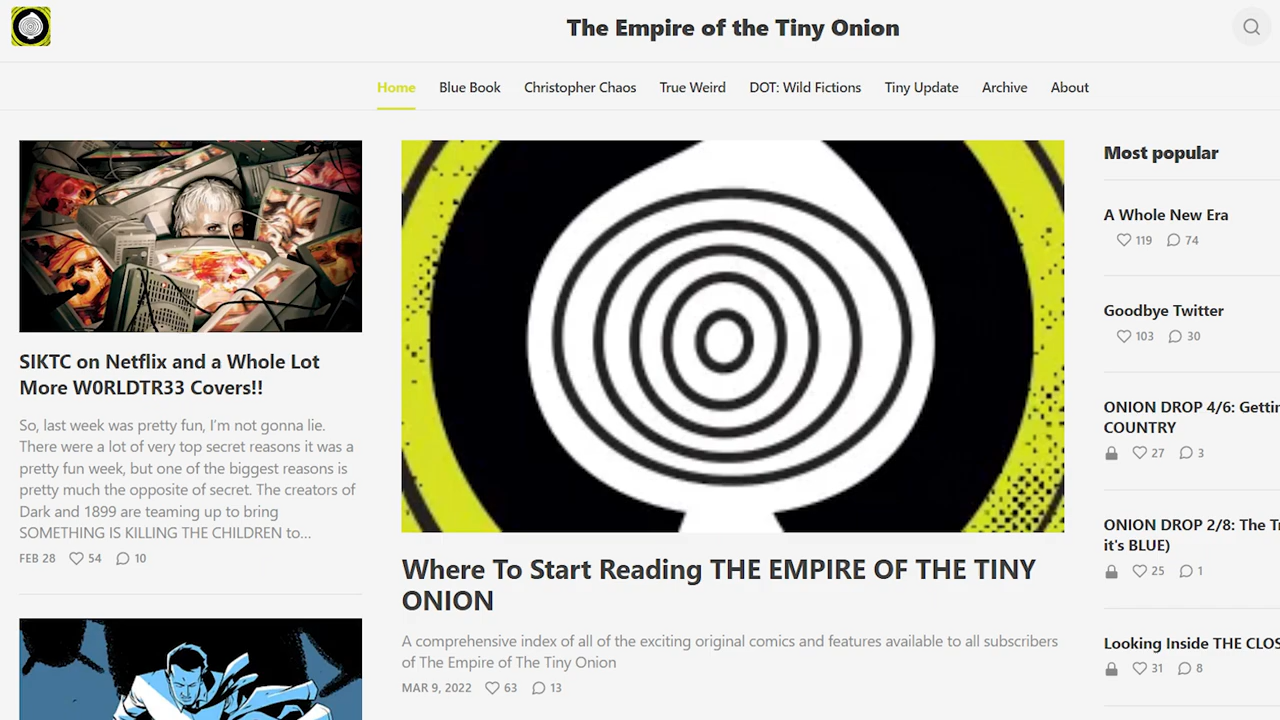 The Empire of the Tiny Onion
Home Blue Book Christopher Chaos True Weird DOT: Wild Fictions Tiny Update Archive About
SIKTC on Netflix and a Whole Lot
More W0RLDTR33 Covers!!
So, last week was pretty fun, I'm not gonna lie.
There were a lot of very top secret reasons it was a
pretty fun week, but one of the biggest reasons is
pretty much the opposite of secret. The creators of
Dark and 1899 are teaming up to bring
SOMETHING IS KILLING THE CHILDREN to…
FEB 28 54 10
Where To Start Reading THE EMPIRE OF THE TINY
ONION
A comprehensive index of all of the exciting original comics and features available to all subscribers
of The Empire of The Tiny Onion
MAR 9, 2022 63 13
Most popular
A Whole New Era
119 74
Goodbye Twitter
103 30
ONION DROP 4/6: Gettin
COUNTRY
27 3
ONION DROP 2/8: The T
it's BLUE)
25 1
Looking Inside THE CLOS
31 8